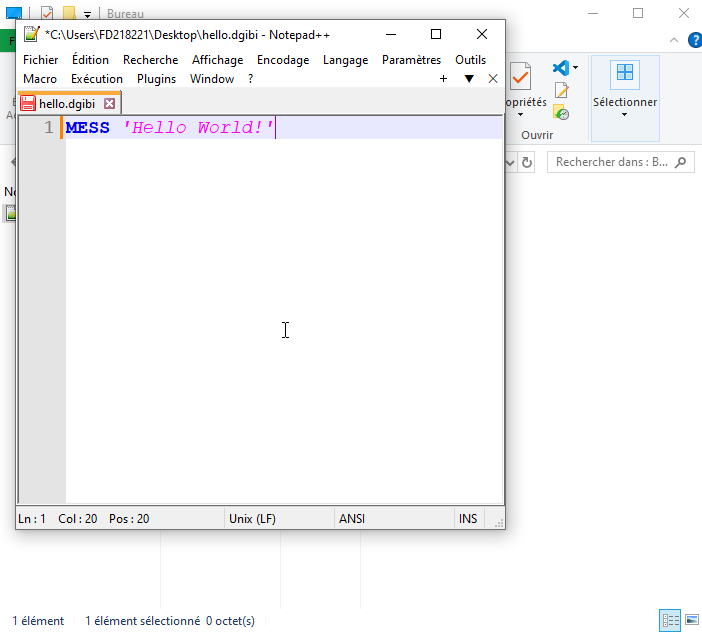 Bureau
*C:\Users\FD218221\Desktop\hello.dgibi - Notepad++
Fichier Édition Recherche Affichage Encodage Langage Paramètres Outils
Macro Exécution Plugins Window ?
hello.dgibi
1 MESS 'Hello World!'
Ln : 1 Col : 20 Pos : 20 Unix (LF) ANSI INS
opriétés
Sélectionner
Ouvrir
Rechercher dans : B...
1 élément 1 élément sélectionné 0 octet(s)